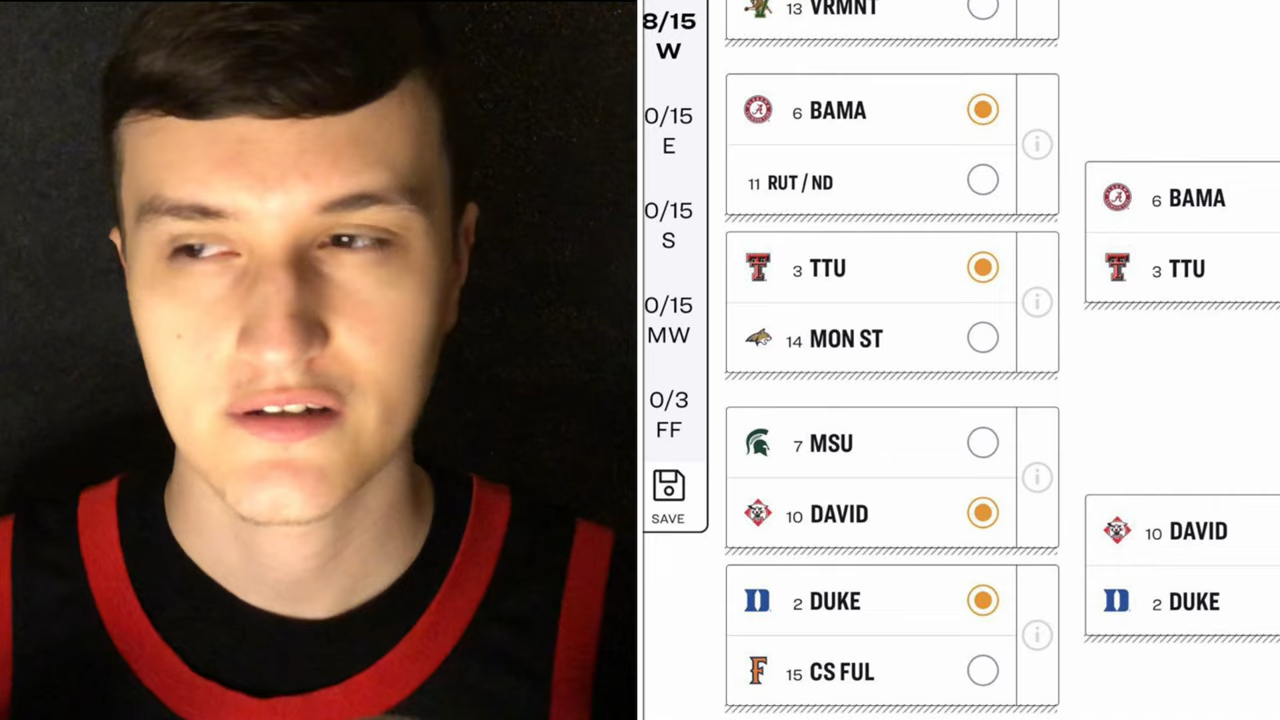 8/15
W
0/15
E
0/15
S
0/15
MW
0/3
FF
SAVE
13 VRMNT
6 BAMA
11 RUT / ND
3 TTU
14 MON ST
7 MSU
10 DAVID
2 DUKE
15 CS FUL
6 BAMA
3 TTU
10 DAVID
2 DUKE